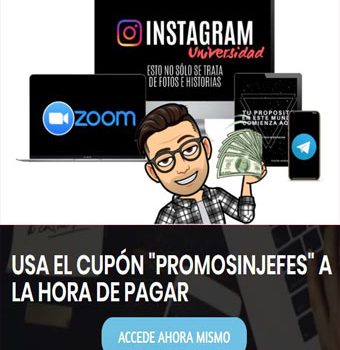 INSTAGRAM
Universidad
ESTO NO SÓLO SE TRATA
DE FOTOS E HISTORIAS
zoom
TU PROPOSITO
EN ESTE MUNDO
COMIENZA AQUÍ
USA EL CUPÓN "PROMOSINJEFES" A
LA HORA DE PAGAR
ACCEDE AHORA MISMO